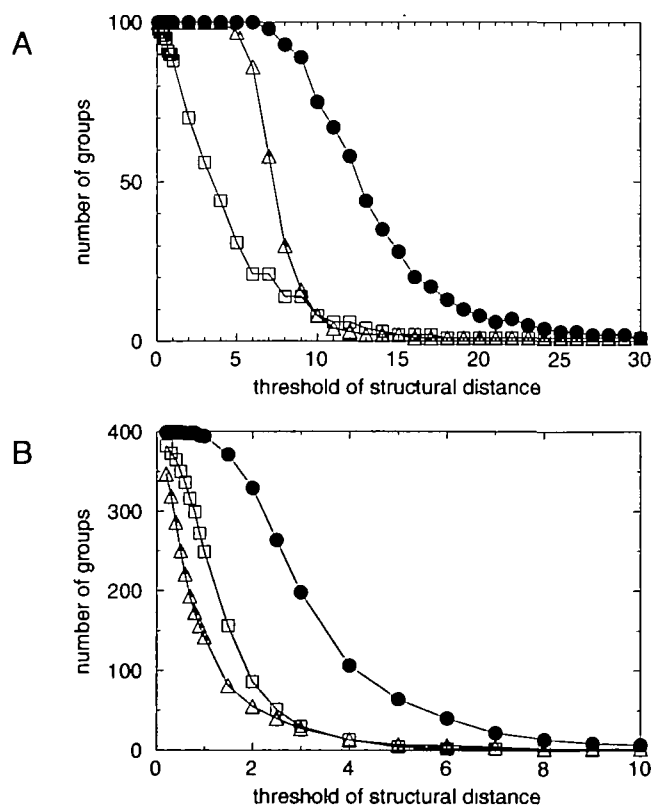 A
100
50
0
number of groups
0 5 10 15 20 25 30
threshold of structural distance
B
400
300
200
100
0
number of groups
0 2 4 6 8 10
threshold of structural distance